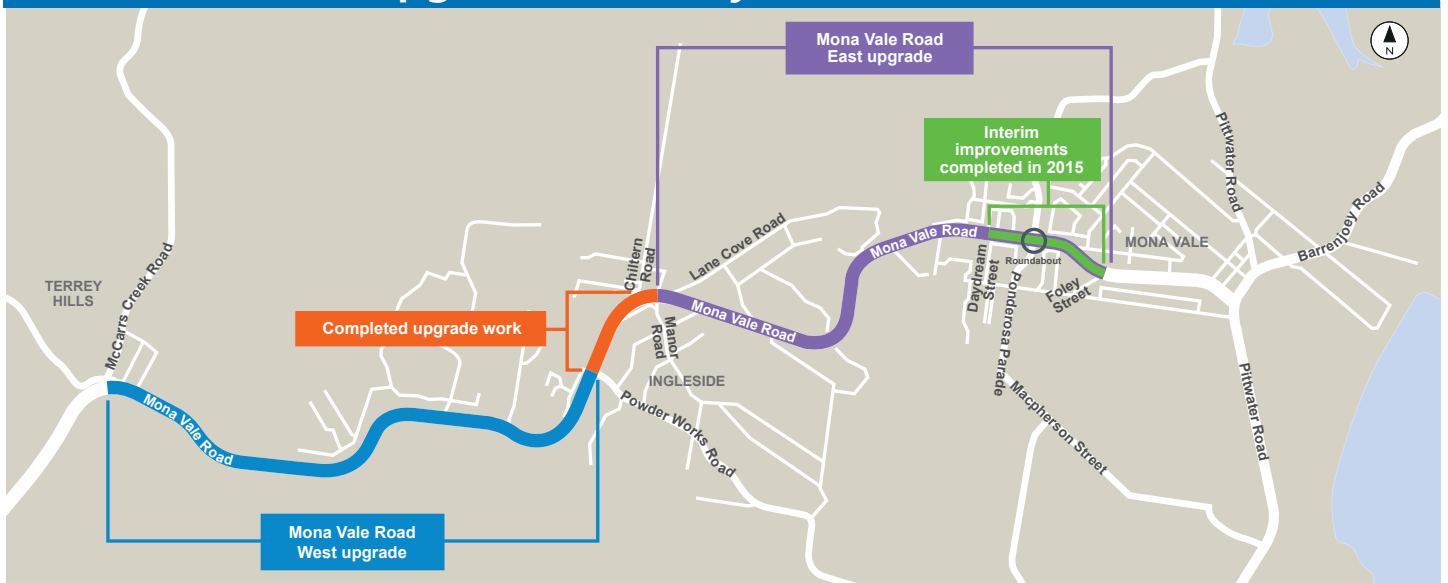 Mona Vale Road
East upgrade
N
Interim
improvements
completed in 2015
Pittwater Road
Barrenjoey Road
MONA VALE
Mona Vale Road
Roundabout
Daydream
Street
Foley
Street
Ponderosa Parade
Lane Cove Road
Chiltern
Road
McCarrs Creek Road
TERREY
HILLS
Completed upgrade work
Mona Vale Road
Manor
Road
INGLESIDE
Powder Works Road
Macpherson Street
Pittwater Road
Mona Vale Road
Mona Vale Road
West upgrade